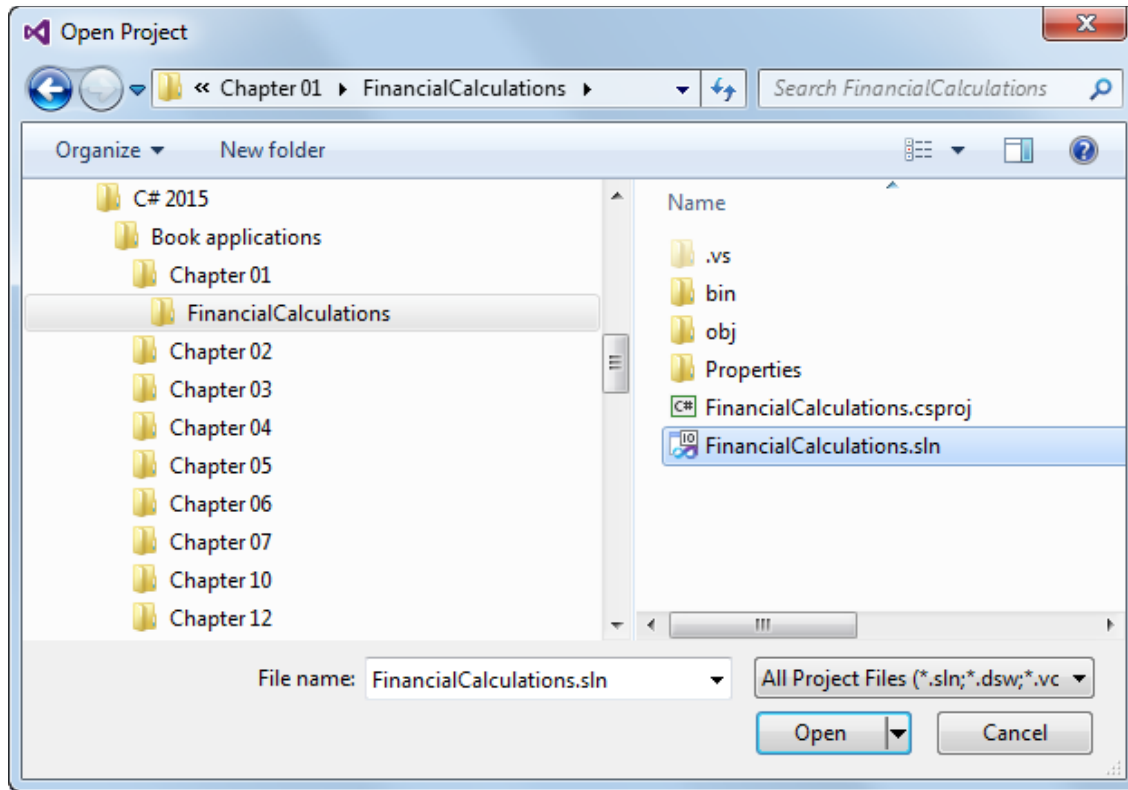 Open Project
« Chapter 01 ▸ FinancialCalculations ▸ Search FinancialCalculations
Organize ▾ New folder
C# 2015
Book applications
Chapter 01
FinancialCalculations
Chapter 02
Chapter 03
Chapter 04
Chapter 05
Chapter 06
Chapter 07
Chapter 10
Chapter 12
Name
.vs
bin
obj
Properties
C# FinancialCalculations.csproj
FinancialCalculations.sln
File name: FinancialCalculations.sln All Project Files (*.sln;*.dsw;*.vc
Open Cancel